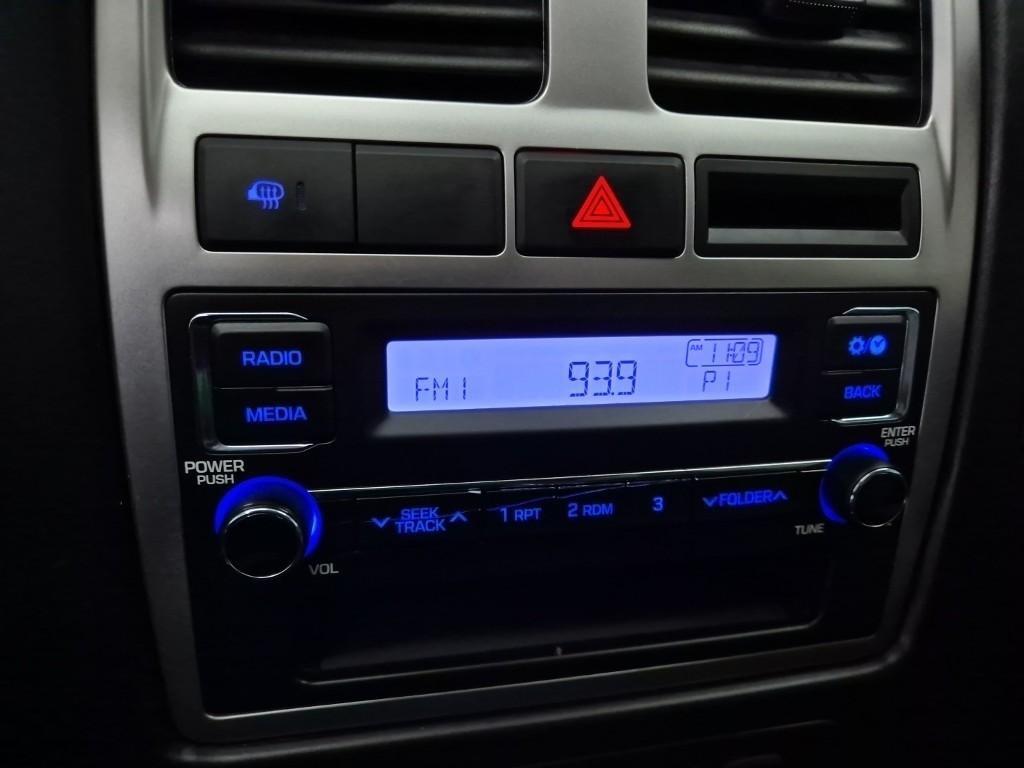 RADIO
MEDIA
AM 11:09
FM1 93.9 P1
BACK
POWER
PUSH
ENTER
PUSH
VOL
SEEK
TRACK
1 RPT
2 RDM
3
FOLDER
TUNE